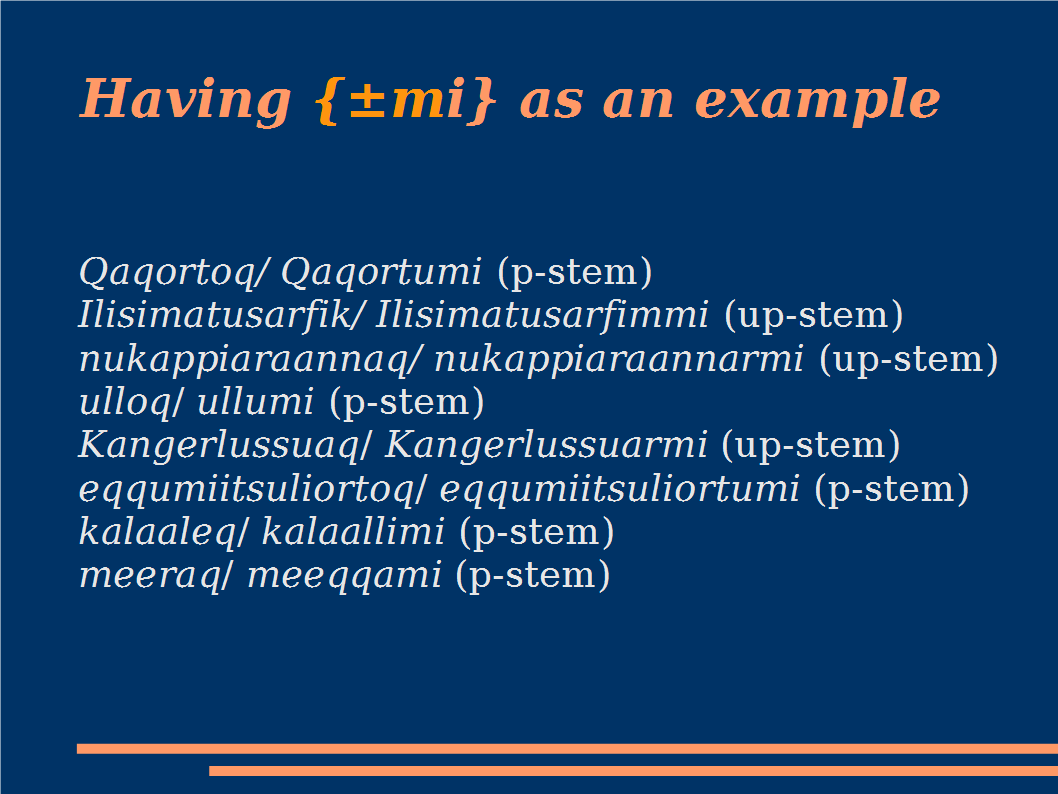 Having {±mi} as an example
Qaqortoq/ Qaqortumi (p-stem)
Ilisimatusarfik/ Ilisimatusarfimmi (up-stem)
nukappiaraannaq/ nukappiaraannarmi (up-stem)
ulloq/ ullumi (p-stem)
Kangerlussuaq/ Kangerlussuarmi (up-stem)
eqqumiitsuliortoq/ eqqumiitsuliortumi (p-stem)
kalaaleq/ kalaallimi (p-stem)
meeraq/ meeqqami (p-stem)